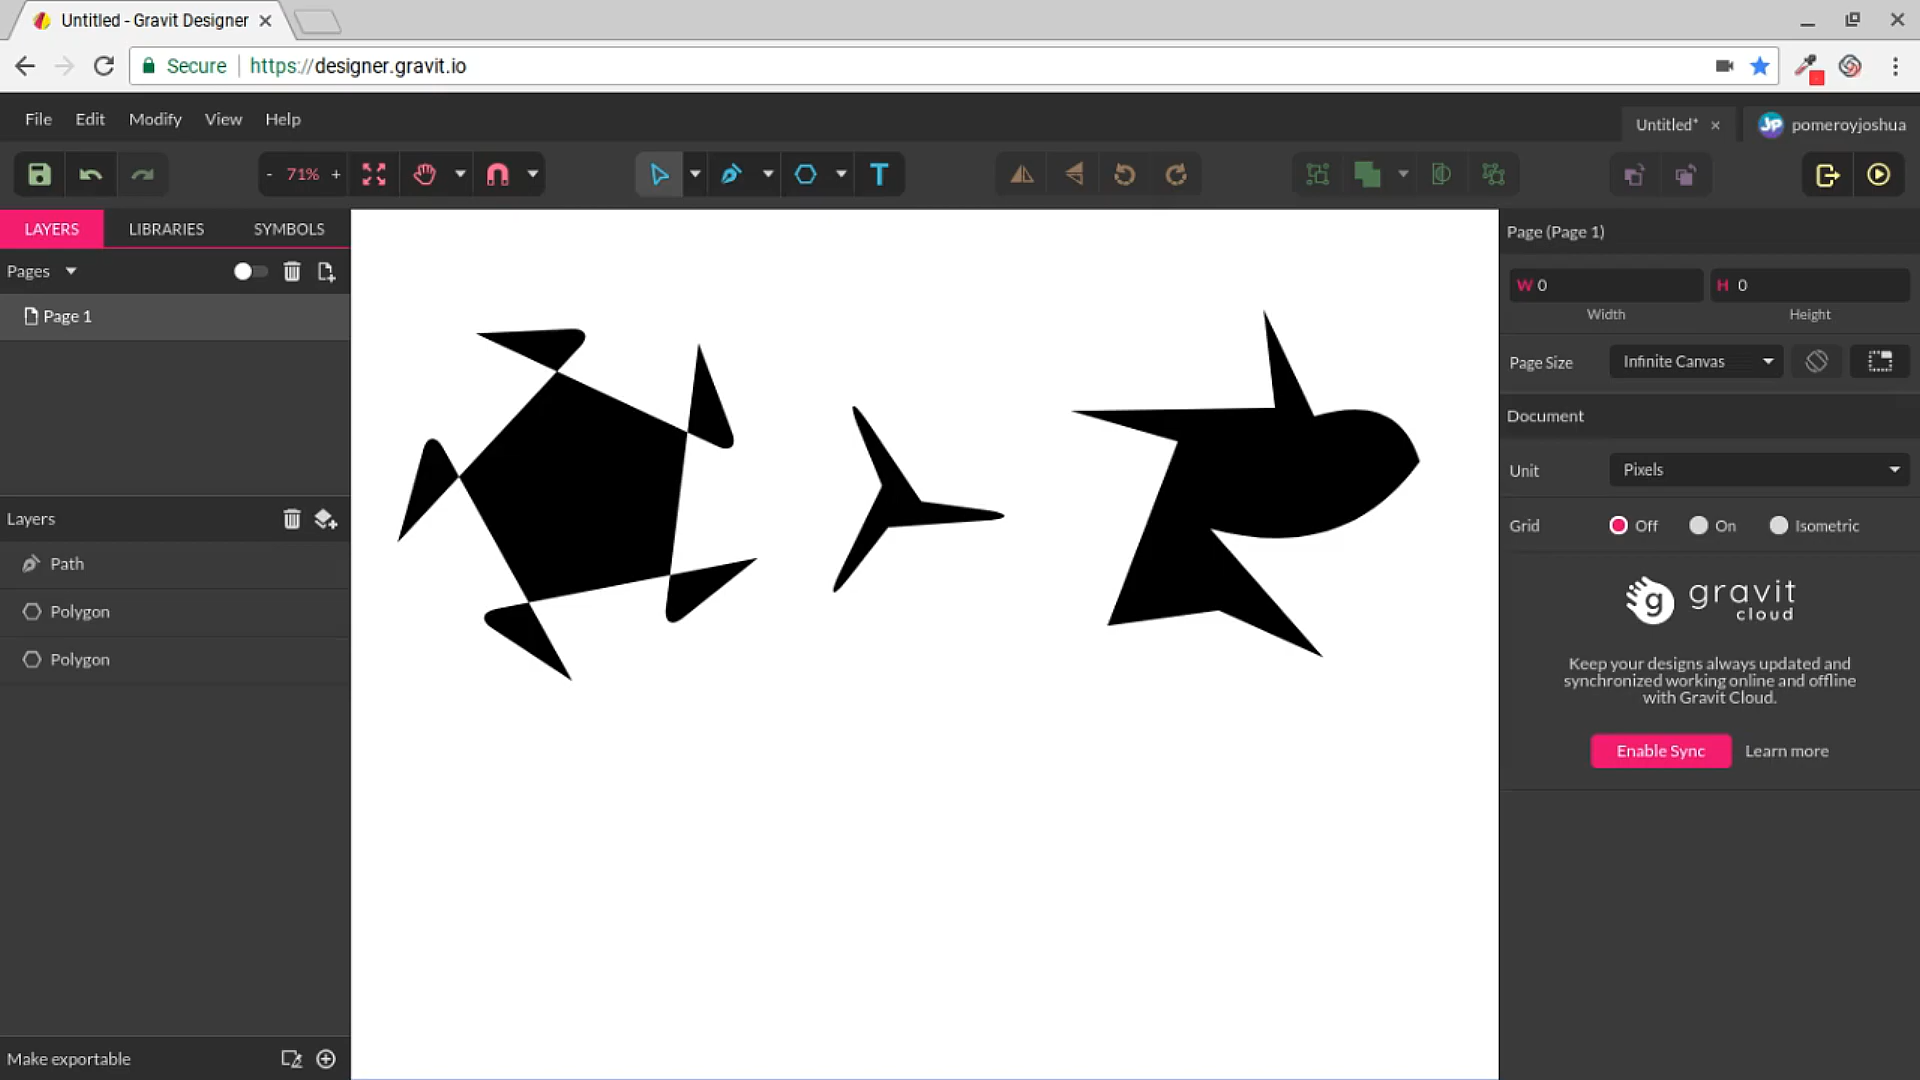 Untitled - Gravit Designer
Secure https://designer.gravit.io
File Edit Modify View Help
Untitled* × JP pomeroyjoshua
- 71% + T
LAYERS LIBRARIES SYMBOLS
Page (Page 1)
Pages
W 0 H 0
Width Height
Page 1
Page Size Infinite Canvas
Document
Unit Pixels
Layers
Grid Off On Isometric
Path
Polygon
Polygon
g gravit
cloud
Keep your designs always updated and
synchronized working online and offline
with Gravit Cloud.
Enable Sync Learn more
Make exportable